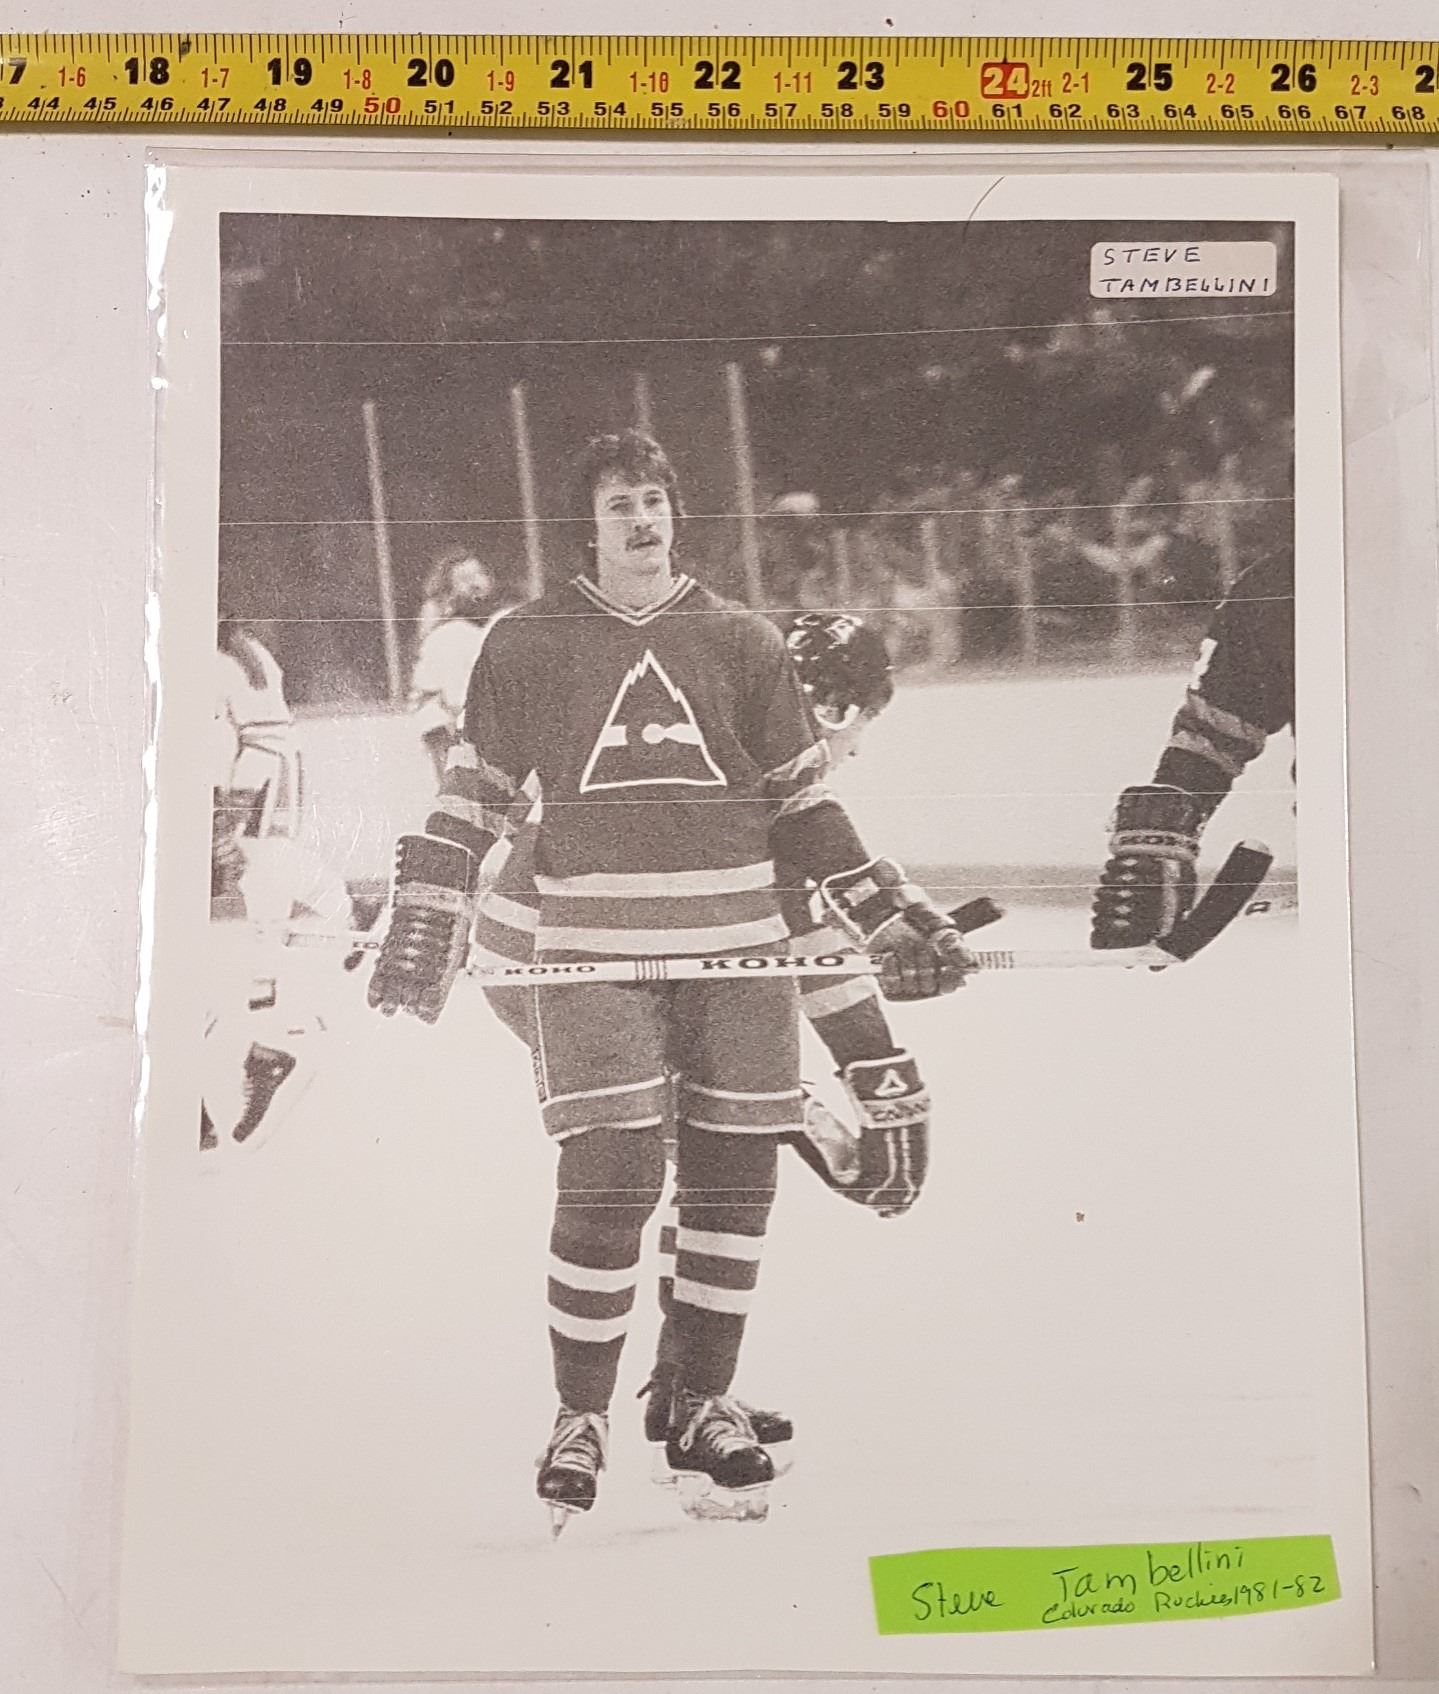 7 1-6 18 1-7 19 1-8 20 1-9 21 1-10 22 1-11 23 24 2ft 2-1 25 2-2 26 2-3 2
44 45 46 47 48 49 50 51 52 53 54 55 56 57 58 59 60 61 62 63 64 65 66 67 68
STEVE
TAMBELLINI
KOHO KOHO
Steve Tambellini
Colorado Rockies 1981-82